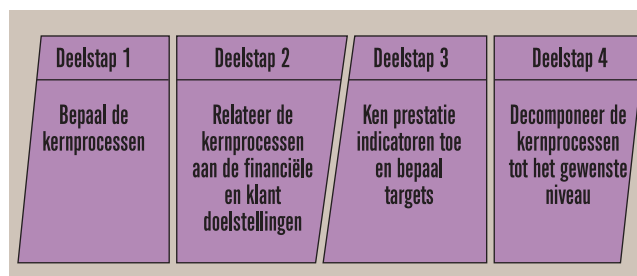 Deelstap 1
Bepaal de
kernprocessen
Deelstap 2
Relateer de
kernprocessen
aan de financiële
en klant
doelstellingen
Deelstap 3
Ken prestatie
indicatoren toe
en bepaal
targets
Deelstap 4
Decomponeer de
kernprocessen
tot het gewenste
niveau